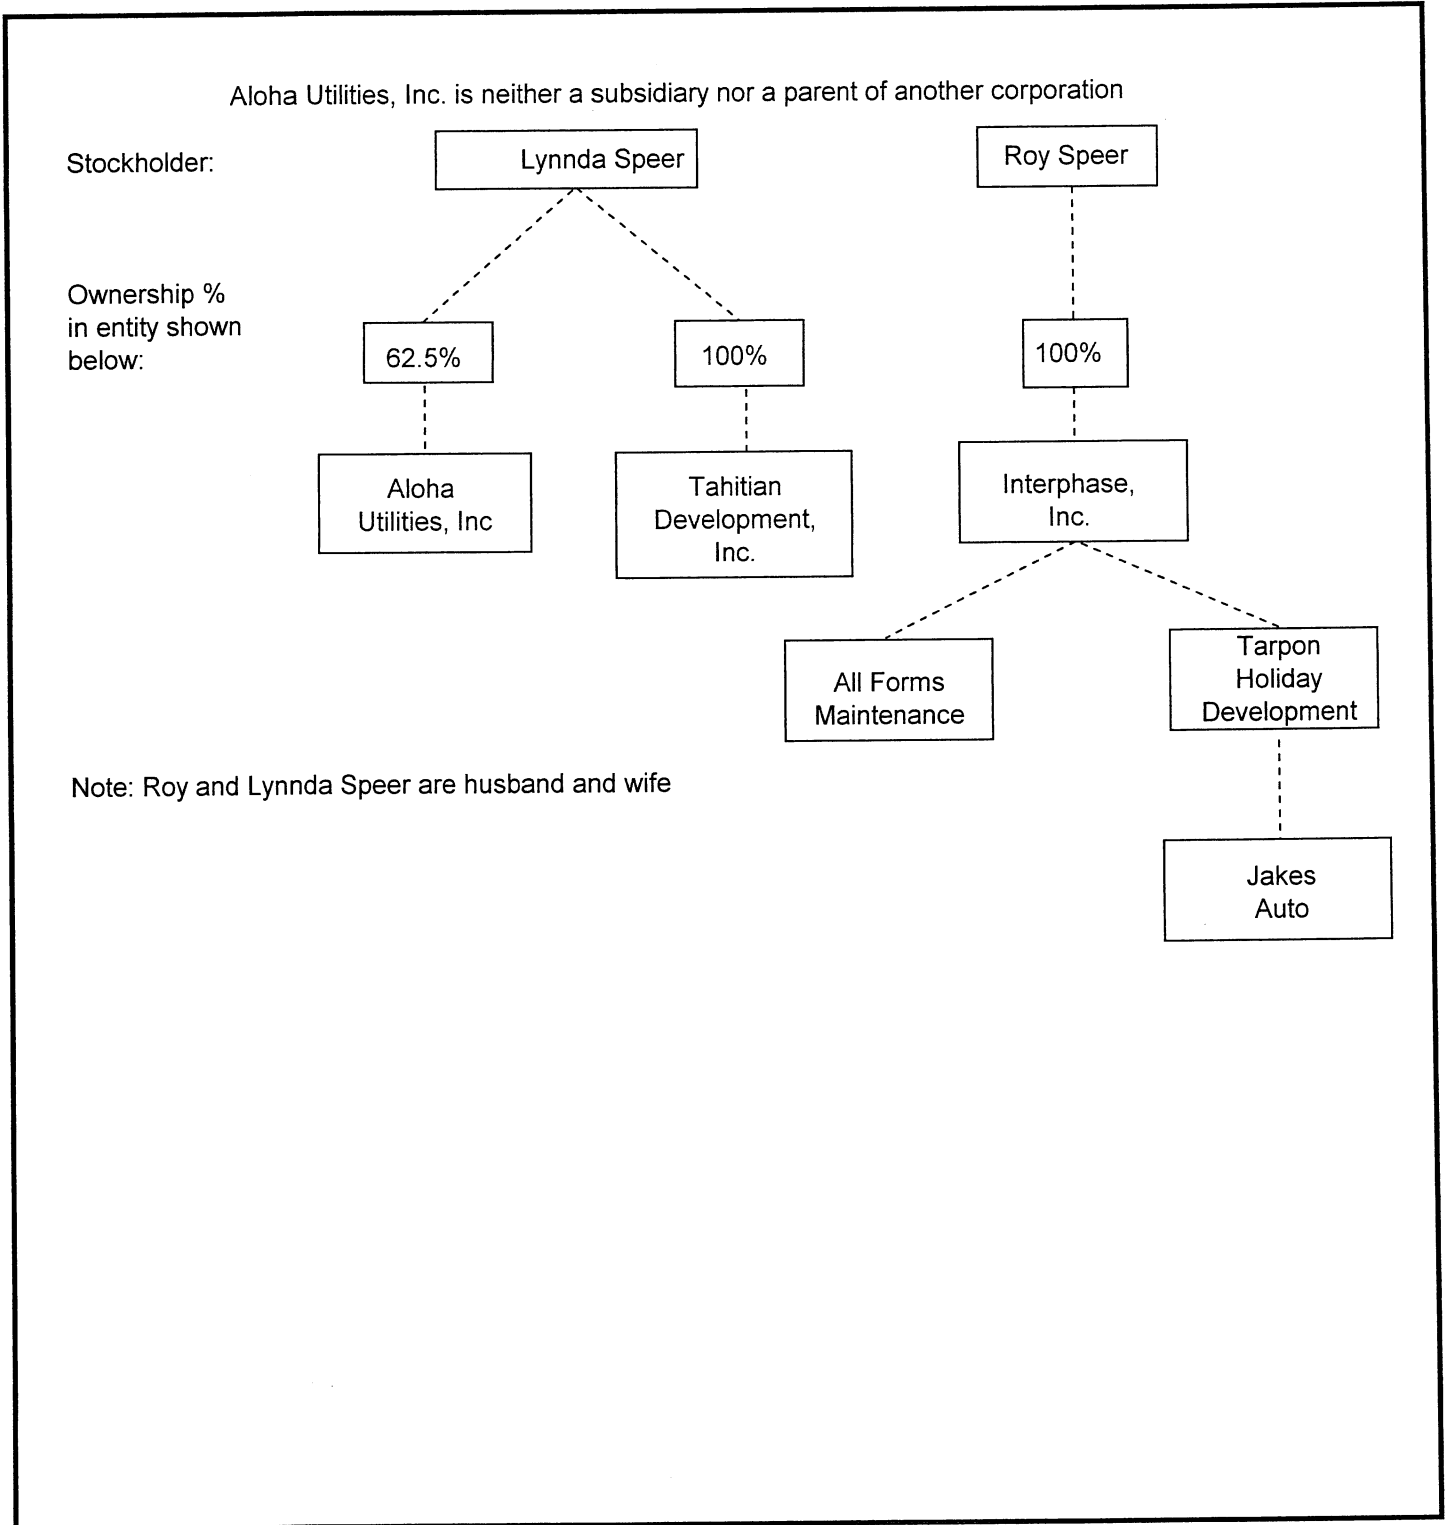 Aloha Utilities, Inc. is neither a subsidiary nor a parent of another corporation
Stockholder:
Lynnda Speer
Roy Speer
Ownership %
in entity shown
below:
62.5%
100%
100%
Aloha
Utilities, Inc
Tahitian
Development,
Inc.
Interphase,
Inc.
All Forms
Maintenance
Tarpon
Holiday
Development
Note: Roy and Lynnda Speer are husband and wife
Jakes
Auto